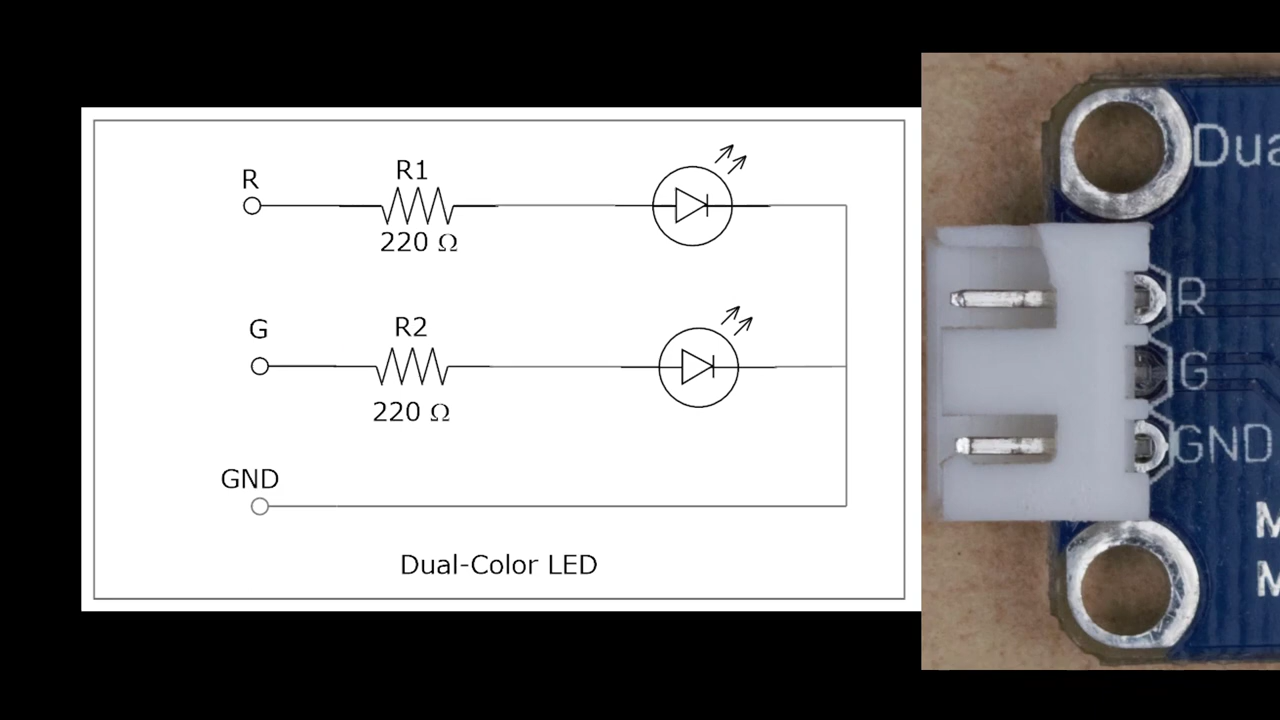 R
R1
220 Ω
G
R2
220 Ω
GND
Dual-Color LED
Dua
R
G
GND
M
M